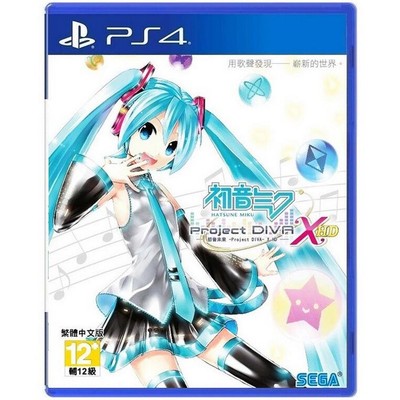 PS4
用歌聲發現── 嶄新的世界。
初音ミク
HATSUNE MIKU
Project DIVA X HD
初音未來 -Project DIVA- X HD
繁體中文版
12+
輔12級
SEGA